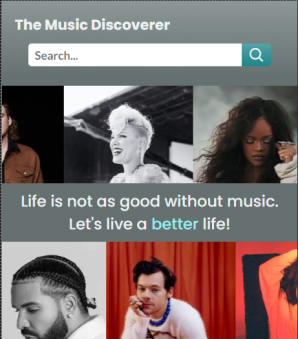 The Music Discoverer
Search...
Life is not as good without music.
Let's live a better life!